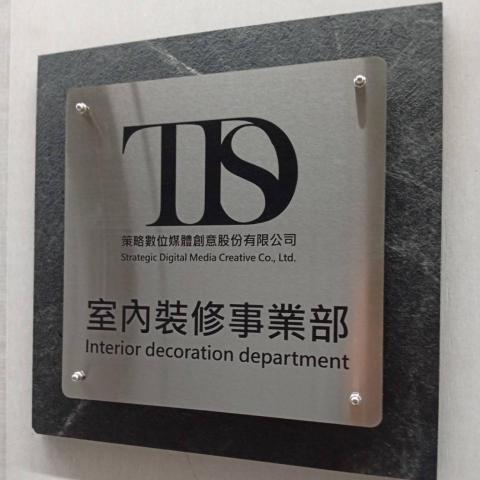 TDS
策略數位媒體創意股份有限公司
Strategic Digital Media Creative Co., Ltd.
室內裝修事業部
Interior decoration department